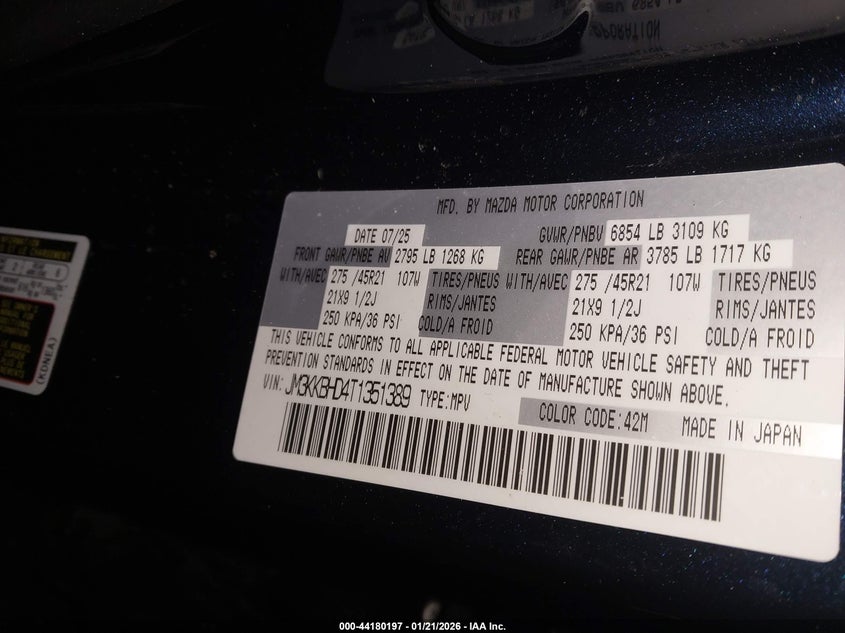 MFD. BY MAZDA MOTOR CORPORATION
DATE 07/25 GVWR/PNBV 6854 LB 3109 KG
FRONT GAWR/PNBE AV 2795 LB 1268 KG REAR GAWR/PNBE AR 3785 LB 1717 KG
WITH/AVEC 275 /45R21 107W TIRES/PNEUS WITH/AVEC 275 /45R21 107W TIRES/PNEUS
21X9 1/2J RIMS/JANTES 21X9 1/2J RIMS/JANTES
250 KPA/36 PSI COLD/A FROID 250 KPA/36 PSI COLD/A FROID
THIS VEHICLE CONFORMS TO ALL APPLICABLE FEDERAL MOTOR VEHICLE SAFETY AND THEFT
PREVENTION STANDARDS IN EFFECT ON THE DATE OF MANUFACTURE SHOWN ABOVE.
VIN: JM3KKBHD4T1351389 TYPE:MPV
COLOR CODE:42M MADE IN JAPAN
(KDNEA)
000-44180197 - 01/21/2026 - IAA Inc.